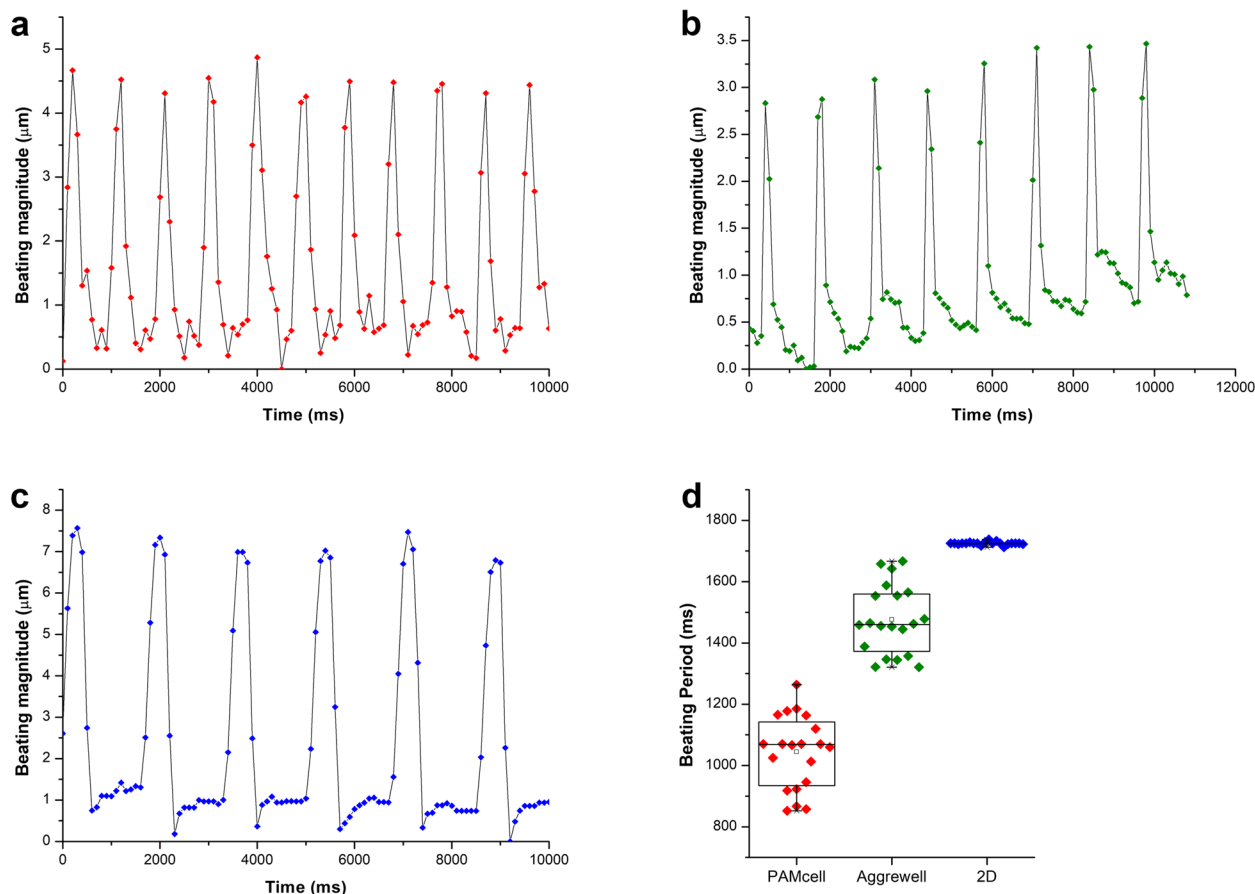 a
Beating magnitude (μm)
5
4
3
2
1
0
0 2000 4000 6000 8000 10000
Time (ms)
b
Beating magnitude (μm)
3.5
3.0
2.5
2.0
1.5
1.0
0.5
0.0
0 2000 4000 6000 8000 10000 12000
Time (ms)
c
Beating magnitude (μm)
8
7
6
5
4
3
2
1
0
0 2000 4000 6000 8000 10000
Time (ms)
d
Beating Period (ms)
1800
1600
1400
1200
1000
800
PAMcell Aggrewell 2D